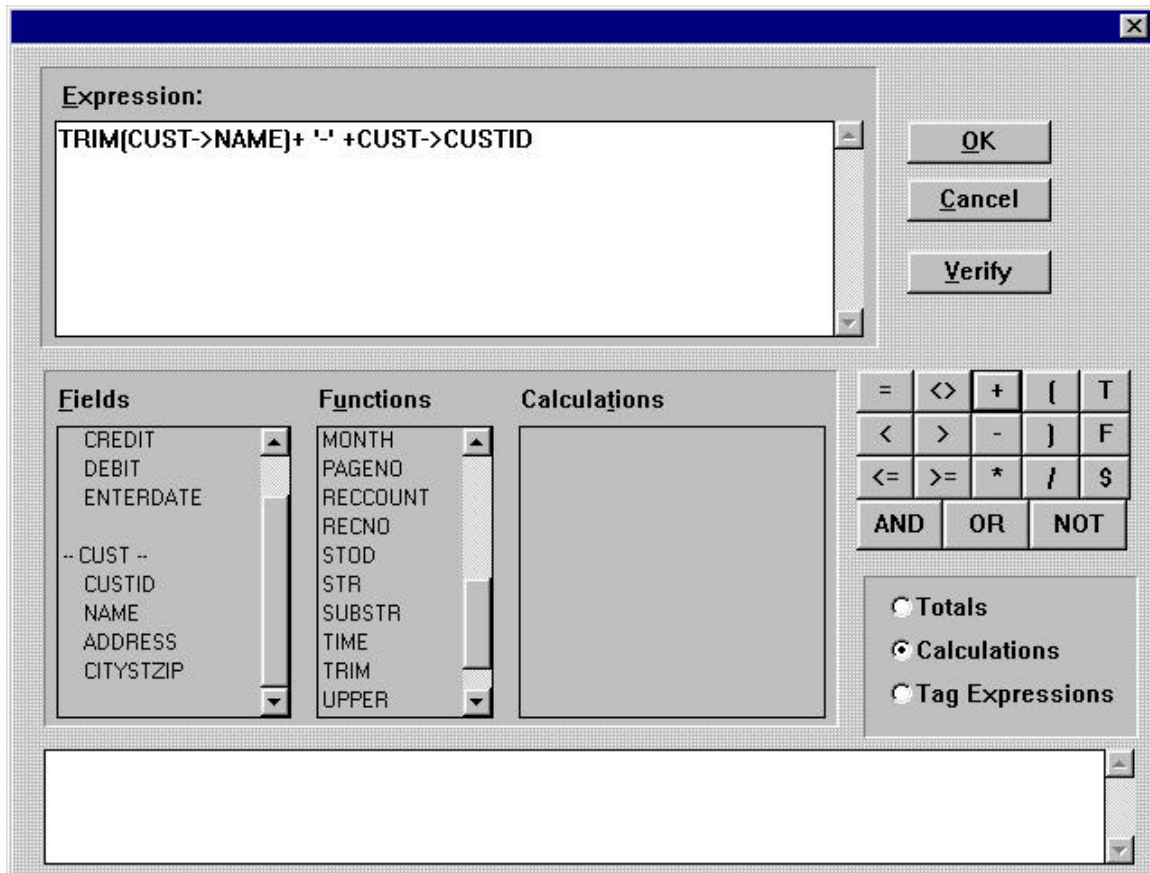 Expression:
TRIM(CUST->NAME)+ '-' +CUST->CUSTID
OK
Cancel
Verify
Fields
CREDIT
DEBIT
ENTERDATE
-- CUST --
CUSTID
NAME
ADDRESS
CITYSTZIP
Functions
MONTH
PAGENO
RECCOUNT
RECNO
STOD
STR
SUBSTR
TIME
TRIM
UPPER
Calculations
= <> + ( T
< > - ) F
<= >= * / $
AND OR NOT
Totals
Calculations
Tag Expressions